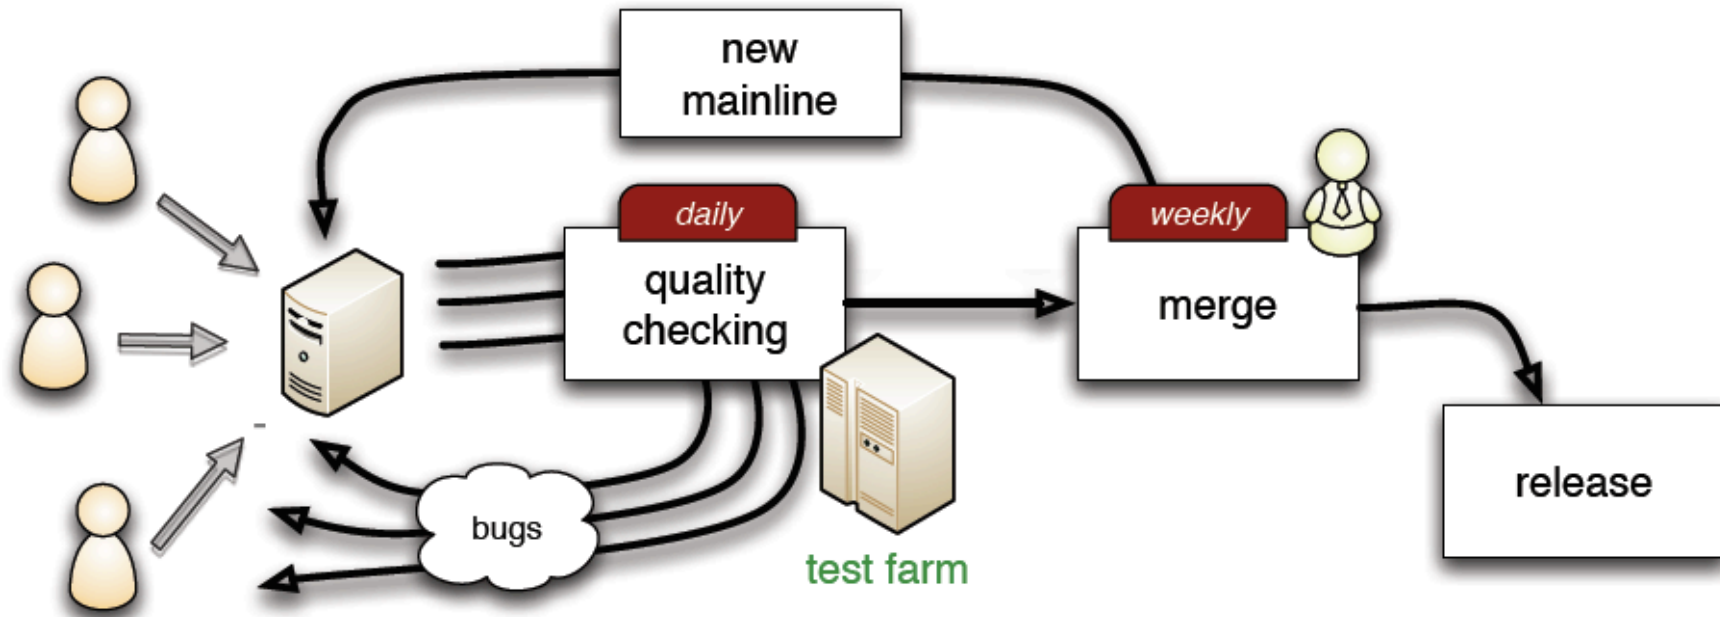 new
mainline
daily
quality
checking
weekly
merge
release
bugs
test farm